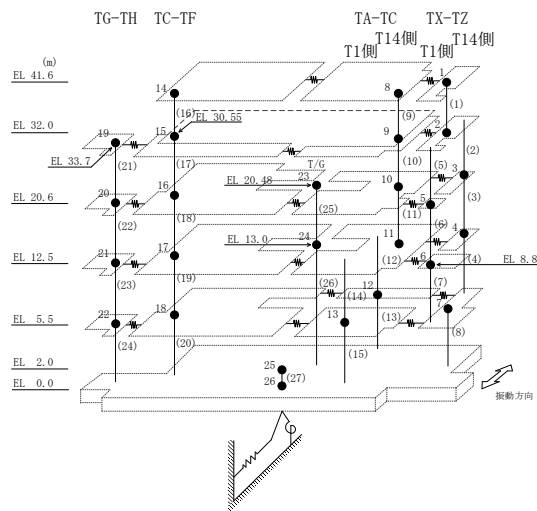 TG-TH TC-TF TA-TC TX-TZ
T1側 T14側 T1側 T14側
(m)
EL 41.6
EL 32.0
EL 33.7
EL 20.6
EL 12.5
EL 5.5
EL 2.0
EL 0.0
EL 30.55
T/G
EL 20.48
EL 13.0
EL 8.8
14 8 1
(16) (9) (1)
19 15 9 2
(21) (17) (9) (10) (2)
20 16 23 10 5 3
(22) (18) (25) (11) (5) (3)
21 17 24 11 6 4
(23) (19) (12) (6) (4)
22 18 13 12 7
(24) (20) (26) (14) (13) (15) (7) (8)
25
26 (27)
振動方向